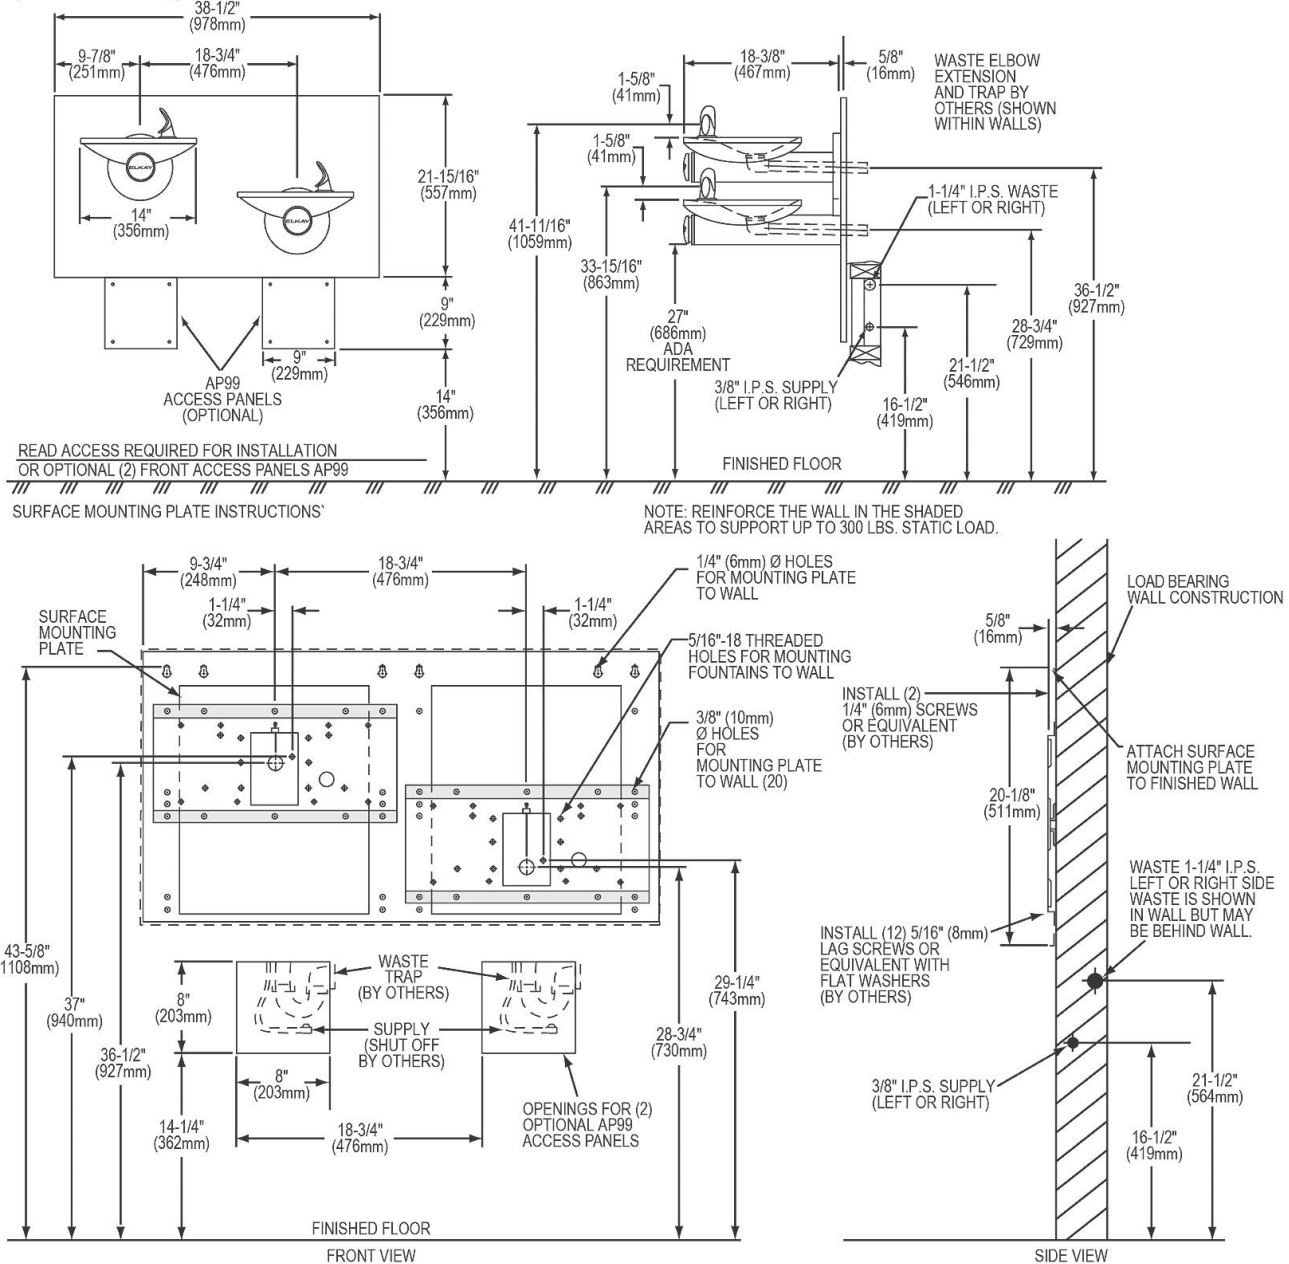 38-1/2"
(978mm)
9-7/8"
(251mm)
18-3/4"
(476mm)
ELKAY
ELKAY
14"
(356mm)
21-15/16"
(557mm)
9"
(229mm)
9"
(229mm)
14"
(356mm)
AP99
ACCESS PANELS
(OPTIONAL)
READ ACCESS REQUIRED FOR INSTALLATION
OR OPTIONAL (2) FRONT ACCESS PANELS AP99
18-3/8"
(467mm)
5/8"
(16mm)
WASTE ELBOW
EXTENSION
AND TRAP BY
OTHERS (SHOWN
WITHIN WALLS)
1-5/8"
(41mm)
1-5/8"
(41mm)
1-1/4" I.P.S. WASTE
(LEFT OR RIGHT)
41-11/16"
(1059mm)
33-15/16"
(863mm)
27"
(686mm)
ADA
REQUIREMENT
36-1/2"
(927mm)
28-3/4"
(729mm)
21-1/2"
(546mm)
16-1/2"
(419mm)
3/8" I.P.S. SUPPLY
(LEFT OR RIGHT)
FINISHED FLOOR
SURFACE MOUNTING PLATE INSTRUCTIONS`
NOTE: REINFORCE THE WALL IN THE SHADED
AREAS TO SUPPORT UP TO 300 LBS. STATIC LOAD.
9-3/4"
(248mm)
18-3/4"
(476mm)
1-1/4"
(32mm)
1-1/4"
(32mm)
SURFACE
MOUNTING
PLATE
1/4" (6mm) Ø HOLES
FOR MOUNTING PLATE
TO WALL
5/16"-18 THREADED
HOLES FOR MOUNTING
FOUNTAINS TO WALL
3/8" (10mm)
Ø HOLES
FOR
MOUNTING PLATE
TO WALL (20)
43-5/8"
1108mm)
37"
(940mm)
36-1/2"
(927mm)
8"
(203mm)
14-1/4"
(362mm)
WASTE
TRAP
(BY OTHERS)
SUPPLY
(SHUT OFF
BY OTHERS)
8"
(203mm)
18-3/4"
(476mm)
OPENINGS FOR (2)
OPTIONAL AP99
ACCESS PANELS
28-3/4"
(730mm)
29-1/4"
(743mm)
FINISHED FLOOR
FRONT VIEW
5/8"
(16mm)
LOAD BEARING
WALL CONSTRUCTION
INSTALL (2)
1/4" (6mm) SCREWS
OR EQUIVALENT
(BY OTHERS)
ATTACH SURFACE
MOUNTING PLATE
TO FINISHED WALL
20-1/8"
(511mm)
WASTE 1-1/4" I.P.S.
LEFT OR RIGHT SIDE
WASTE IS SHOWN
IN WALL BUT MAY
BE BEHIND WALL.
INSTALL (12) 5/16" (8mm)
LAG SCREWS OR
EQUIVALENT WITH
FLAT WASHERS
(BY OTHERS)
3/8" I.P.S. SUPPLY
(LEFT OR RIGHT)
21-1/2"
(564mm)
16-1/2"
(419mm)
SIDE VIEW